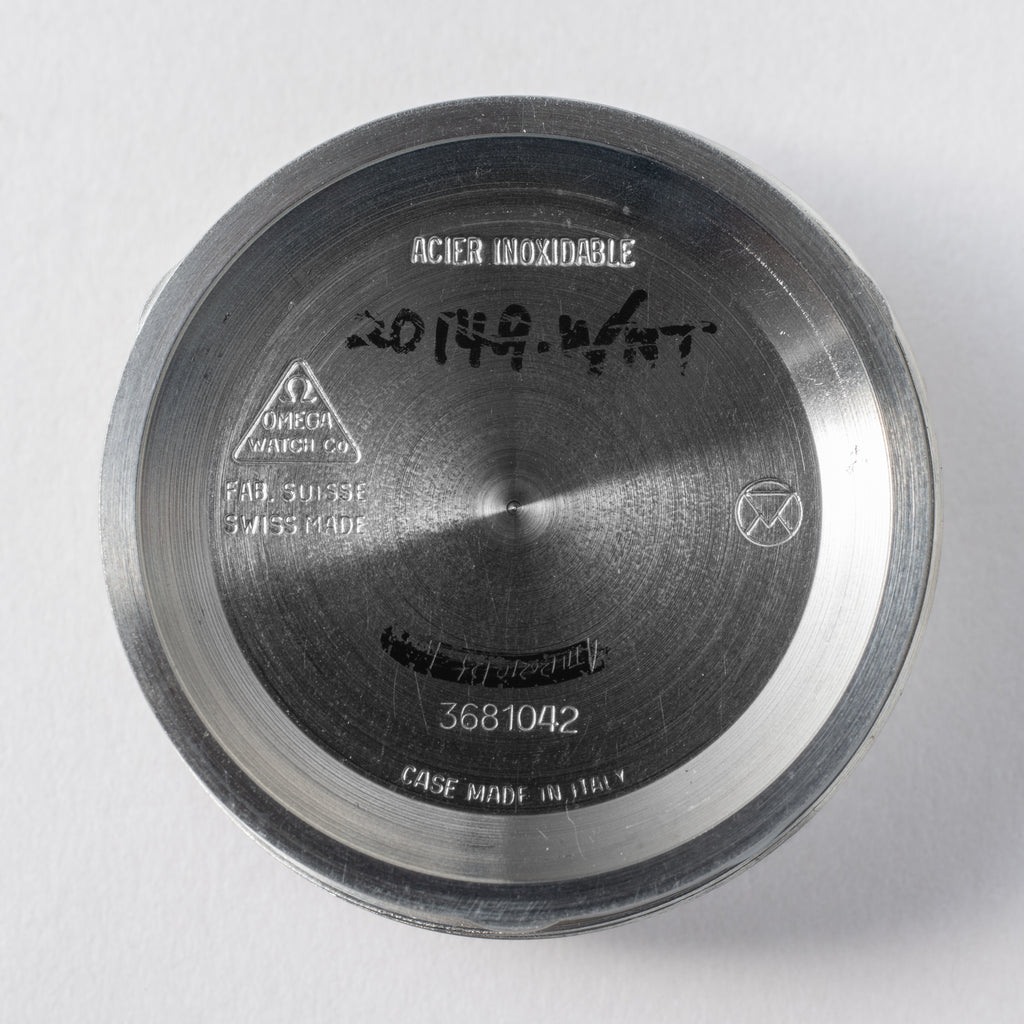 ACIER INOXIDABLE
Ω
OMEGA
WATCH Co
FAB. SUISSE
SWISS MADE
3681042
CASE MADE IN ITALY